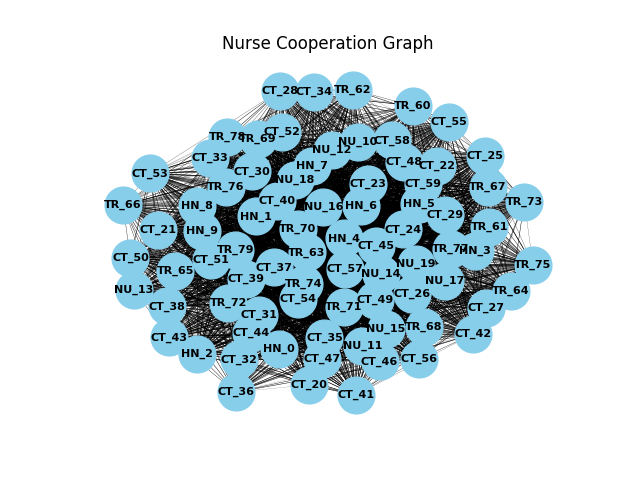 Nurse Cooperation Graph
CT_28
CT_34
TR_62
TR_60
CT_55
TR_78
TR_69
CT_52
NU_12
NU_10
CT_58
CT_33
CT_25
CT_53
CT_30
HN_7
CT_48
CT_22
TR_76
NU_18
CT_23
CT_59
TR_67
TR_66
HN_8
CT_40
NU_16
HN_6
HN_5
TR_73
HN_1
CT_29
CT_21
HN_9
TR_70
CT_24
TR_61
TR_79
TR_63
HN_4
CT_45
HN_3
CT_50
CT_51
TR_65
CT_37
CT_57
NU_14
NU_19
TR_75
CT_39
TR_74
NU_17
NU_13
TR_64
CT_38
TR_72
CT_54
CT_49
CT_26
TR_71
CT_27
CT_31
CT_43
CT_44
CT_35
NU_15
TR_68
CT_42
HN_2
HN_0
NU_11
CT_32
CT_47
CT_46
CT_56
CT_36
CT_20
CT_41